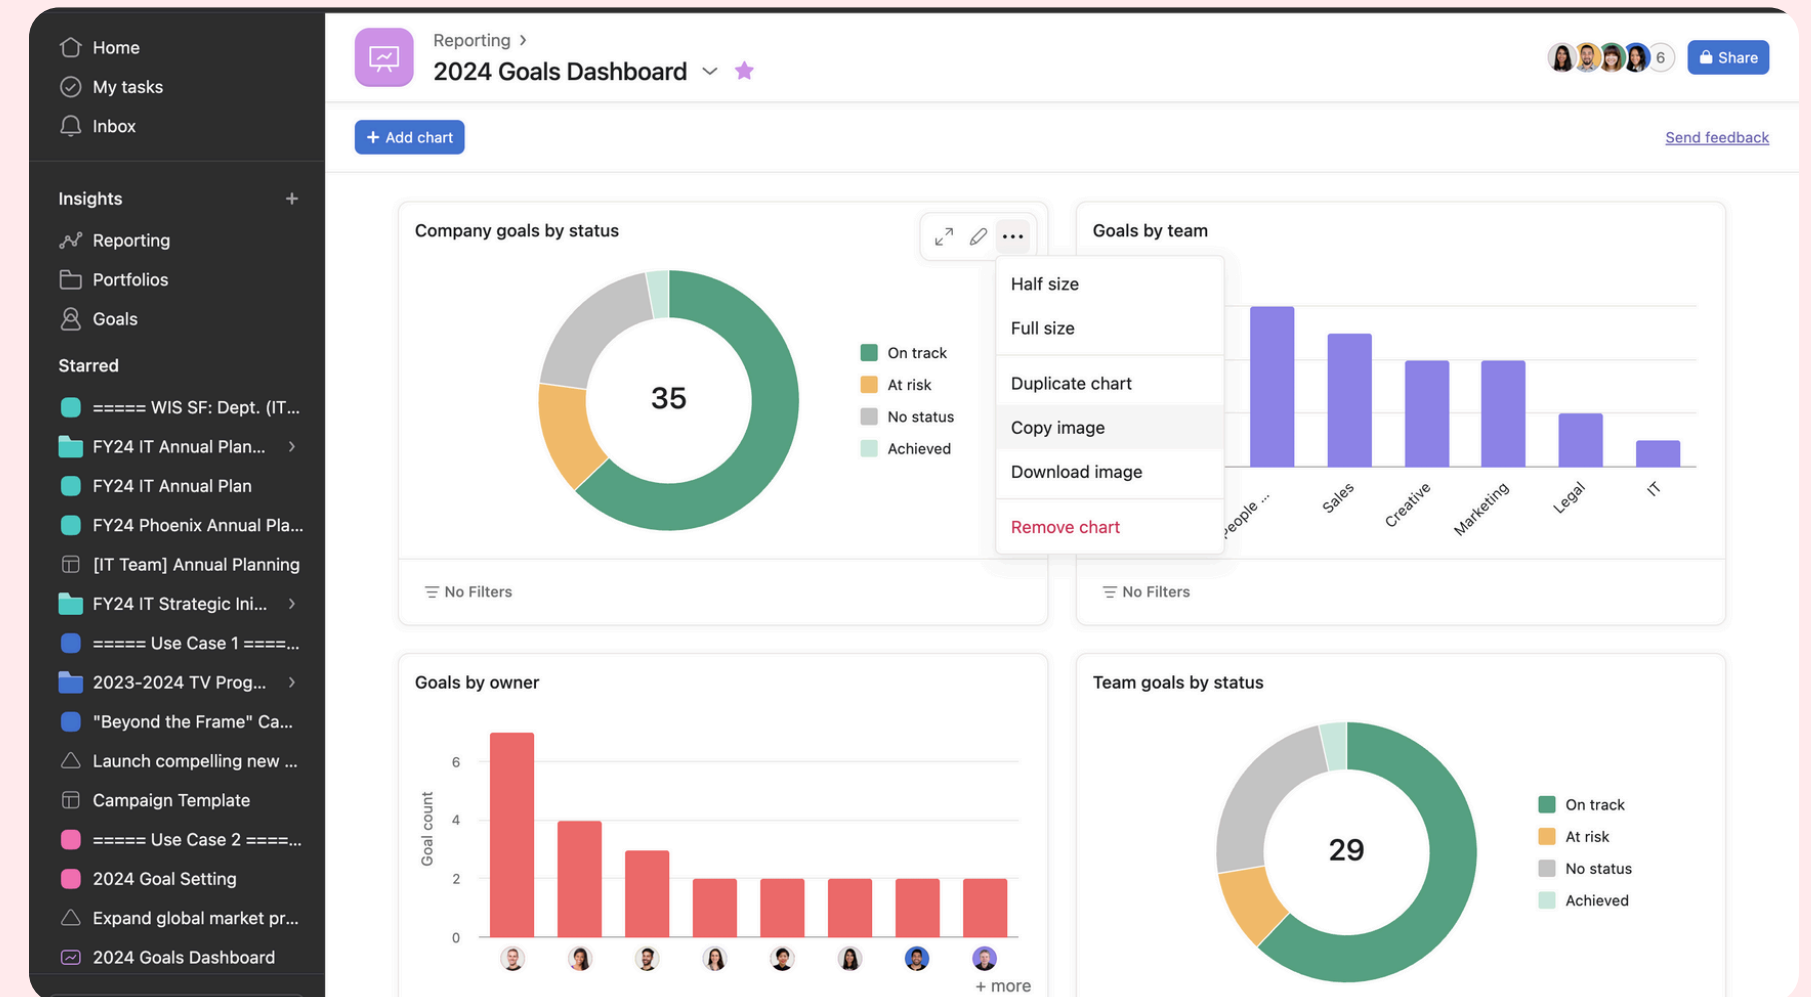 Home
My tasks
Inbox
Insights
Reporting
Portfolios
Goals
Starred
===== WIS SF: Dept. (IT...
FY24 IT Annual Plan...
FY24 IT Annual Plan
FY24 Phoenix Annual Pla...
[IT Team] Annual Planning
FY24 IT Strategic Ini...
===== Use Case 1 ====...
2023-2024 TV Prog...
"Beyond the Frame" Ca...
Launch compelling new ...
Campaign Template
===== Use Case 2 ====...
2024 Goal Setting
Expand global market pr...
2024 Goals Dashboard
Reporting
2024 Goals Dashboard
6
Share
+ Add chart
Send feedback
Company goals by status
35
On track
At risk
No status
Achieved
Half size
Full size
Duplicate chart
Copy image
Download image
Remove chart
No Filters
Goals by team
People ...
Sales
Creative
Marketing
Legal
IT
No Filters
Goals by owner
Goal count
6
4
2
0
+ more
Team goals by status
29
On track
At risk
No status
Achieved